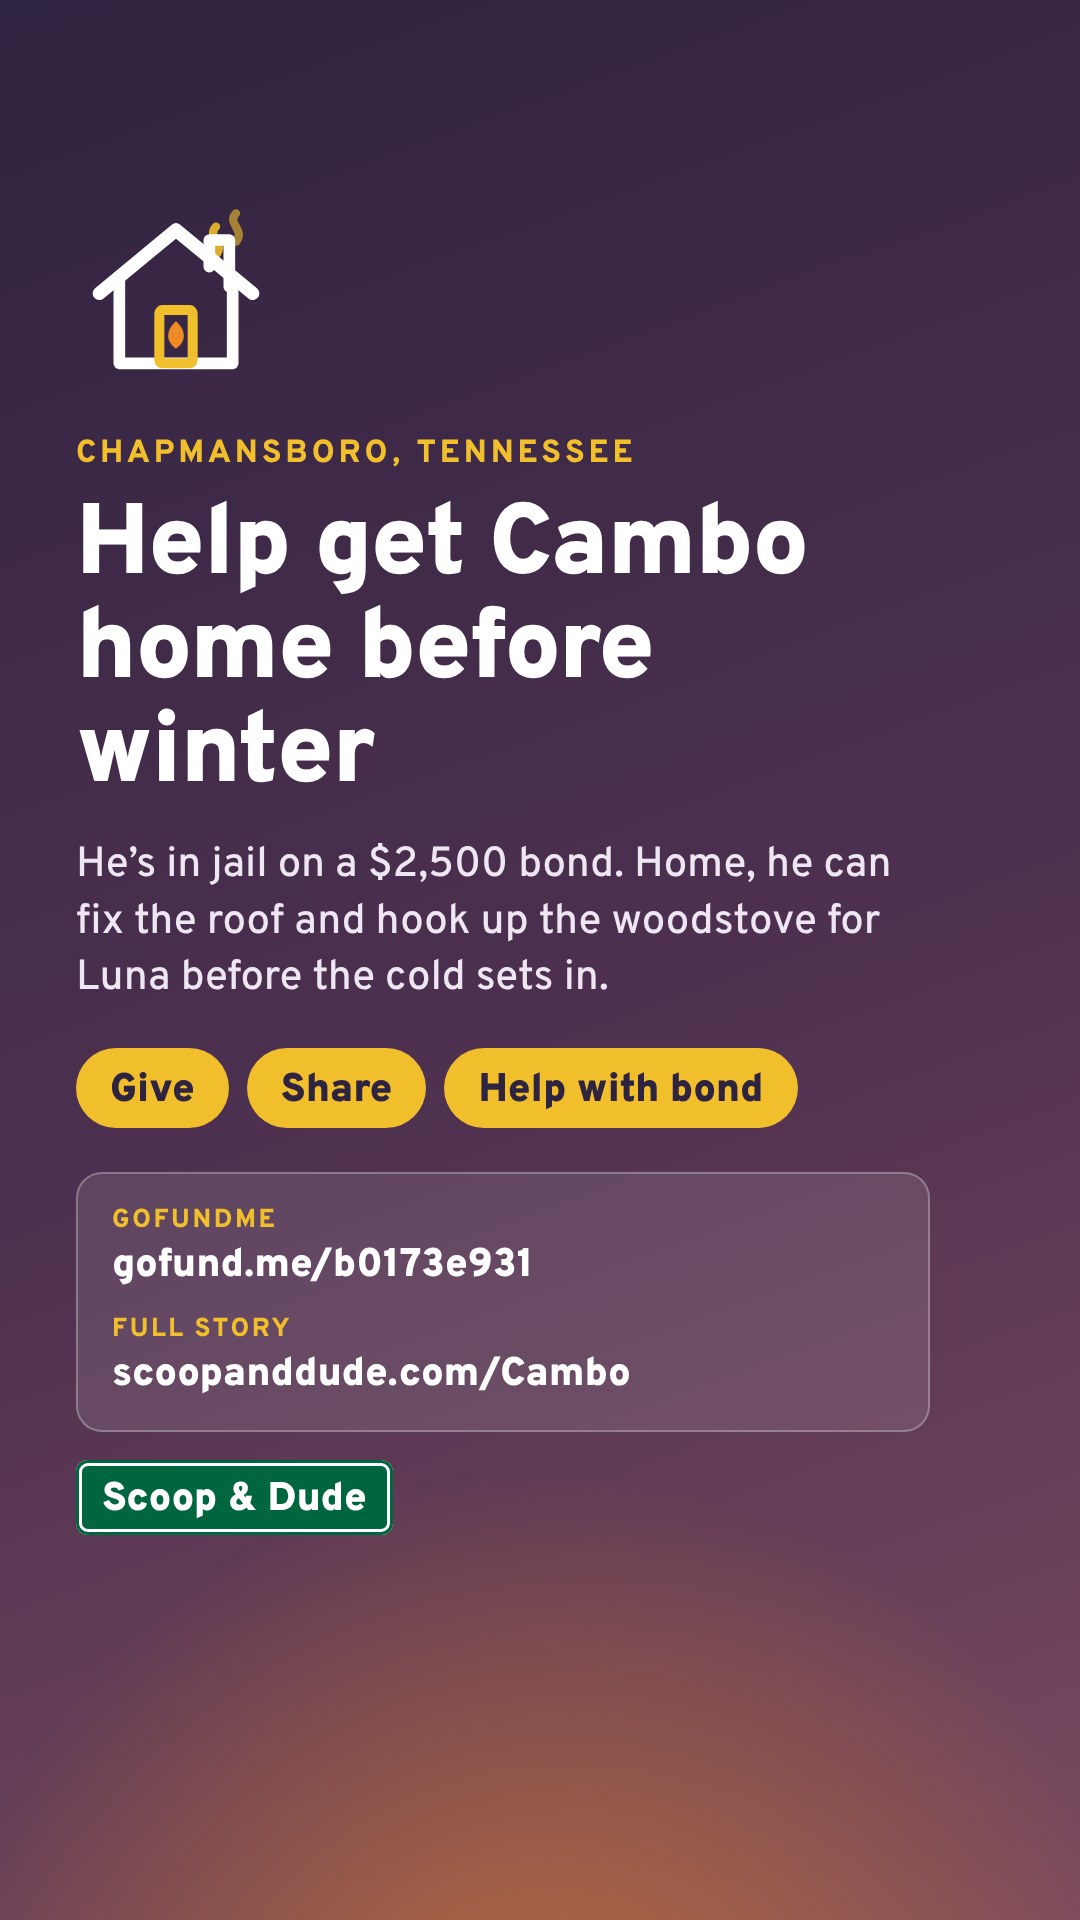 CHAPMANSBORO, TENNESSEE
Help get Cambo
home before
winter
He’s in jail on a $2,500 bond. Home, he can
fix the roof and hook up the woodstove for
Luna before the cold sets in.
Give
Share
Help with bond
GOFUNDME
gofund.me/b0173e931
FULL STORY
scoopanddude.com/Cambo
Scoop & Dude